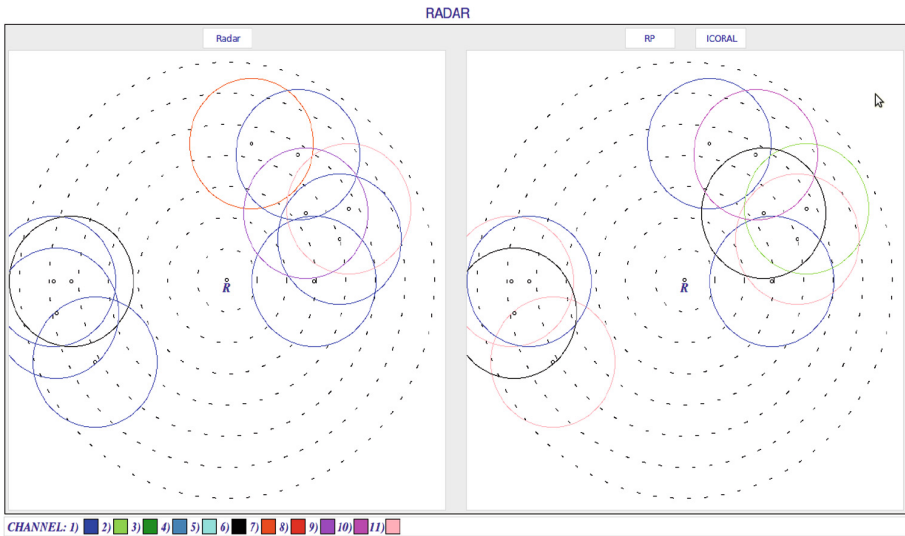 RADAR
Radar
RP
ICORAL
R
R
CHANNEL: 1) 2) 3) 4) 5) 6) 7) 8) 9) 10) 11)